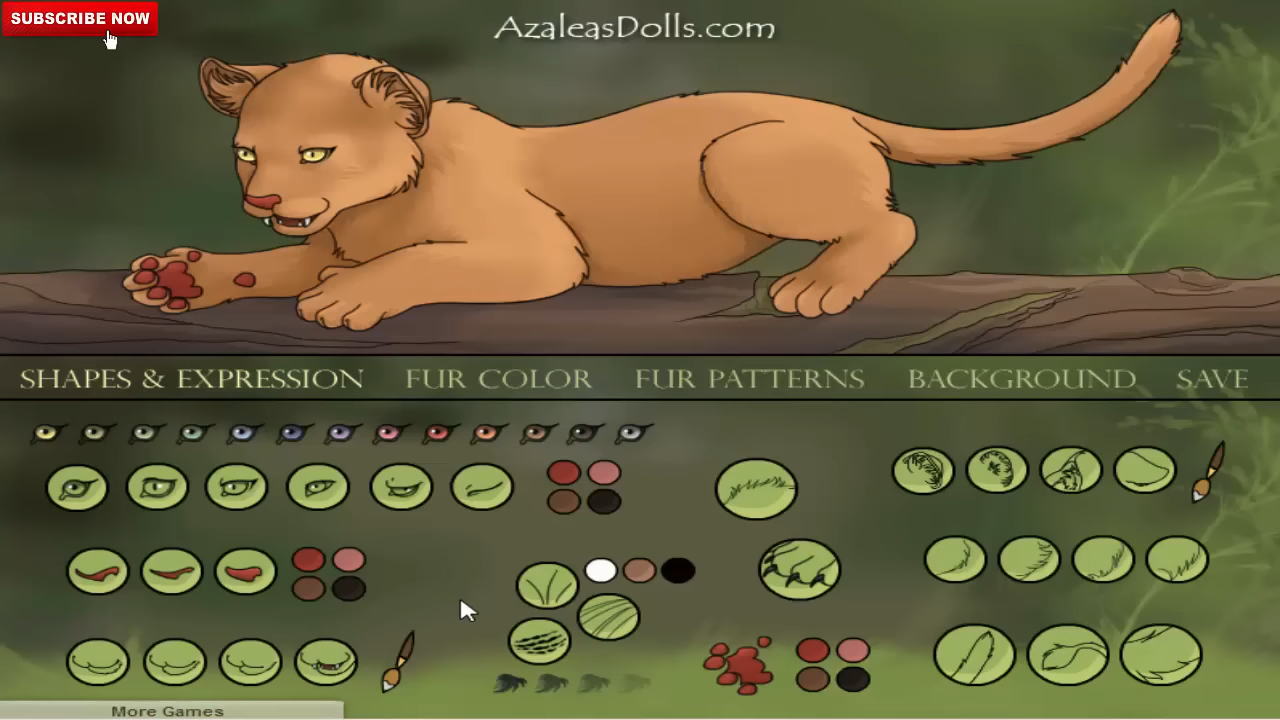 SUBSCRIBE NOW
AzaleasDolls.com
SHAPES & EXPRESSION
FUR COLOR
FUR PATTERNS
BACKGROUND
SAVE
More Games